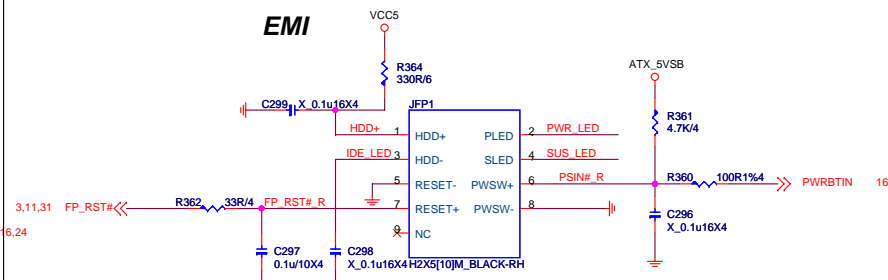 EMI
VCC5
R364
330R/6
ATX_5VSB
C299
X_0.1u16X4
JFP1
R361
4.7K/4
HDD+ 1 HDD+ PLED 2 PWR_LED
IDE_LED 3 HDD- SLED 4 SUS_LED
5 RESET- PWSW+ 6 PSIN#_R R360 100R1%4 PWRBTIN 16
3,11,31 FP_RST# R362 33R/4 FP_RST#_R 7 RESET+ PWSW- 8
C296
X_0.1u16X4
16,24
9 NC
C297
0.1u/10X4
C298
X_0.1u16X4
H2X5[10]M_BLACK-RH